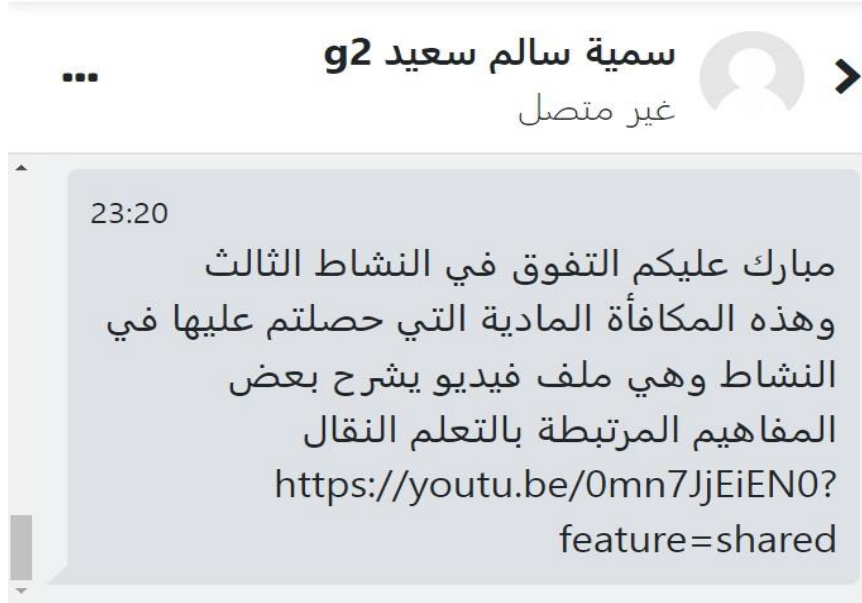 سمية سالم سعيد g2
غير متصل
23:20
مبارك عليكم التفوق في النشاط الثالث
وهذه المكافأة المادية التي حصلتم عليها في
النشاط وهي ملف فيديو يشرح بعض
المفاهيم المرتبطة بالتعلم النقال
https://youtu.be/0mn7JjEiEN0?
feature=shared